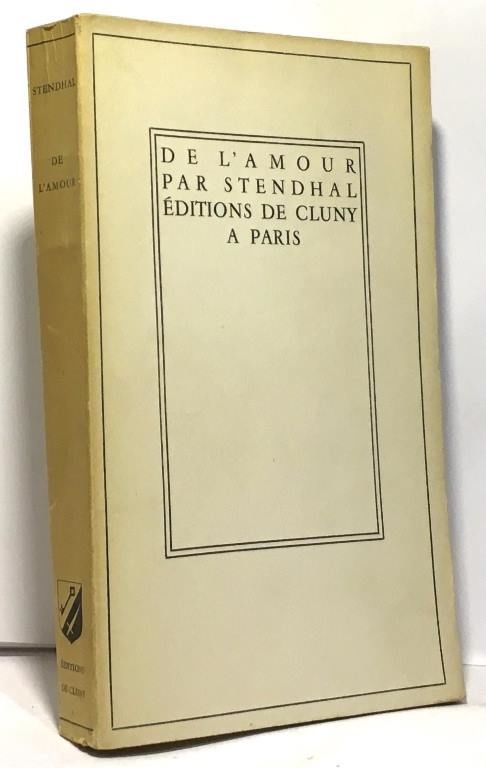 STENDHAL
DE
L'AMOUR
ÉDITIONS
DE CLUNY
DE L'AMOUR
PAR STENDHAL
ÉDITIONS DE CLUNY
A PARIS